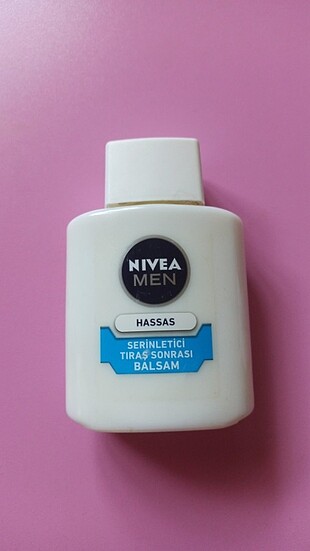 NIVEA
MEN
HASSAS
SERİNLETİCİ
TIRAŞ SONRASI
BALSAM